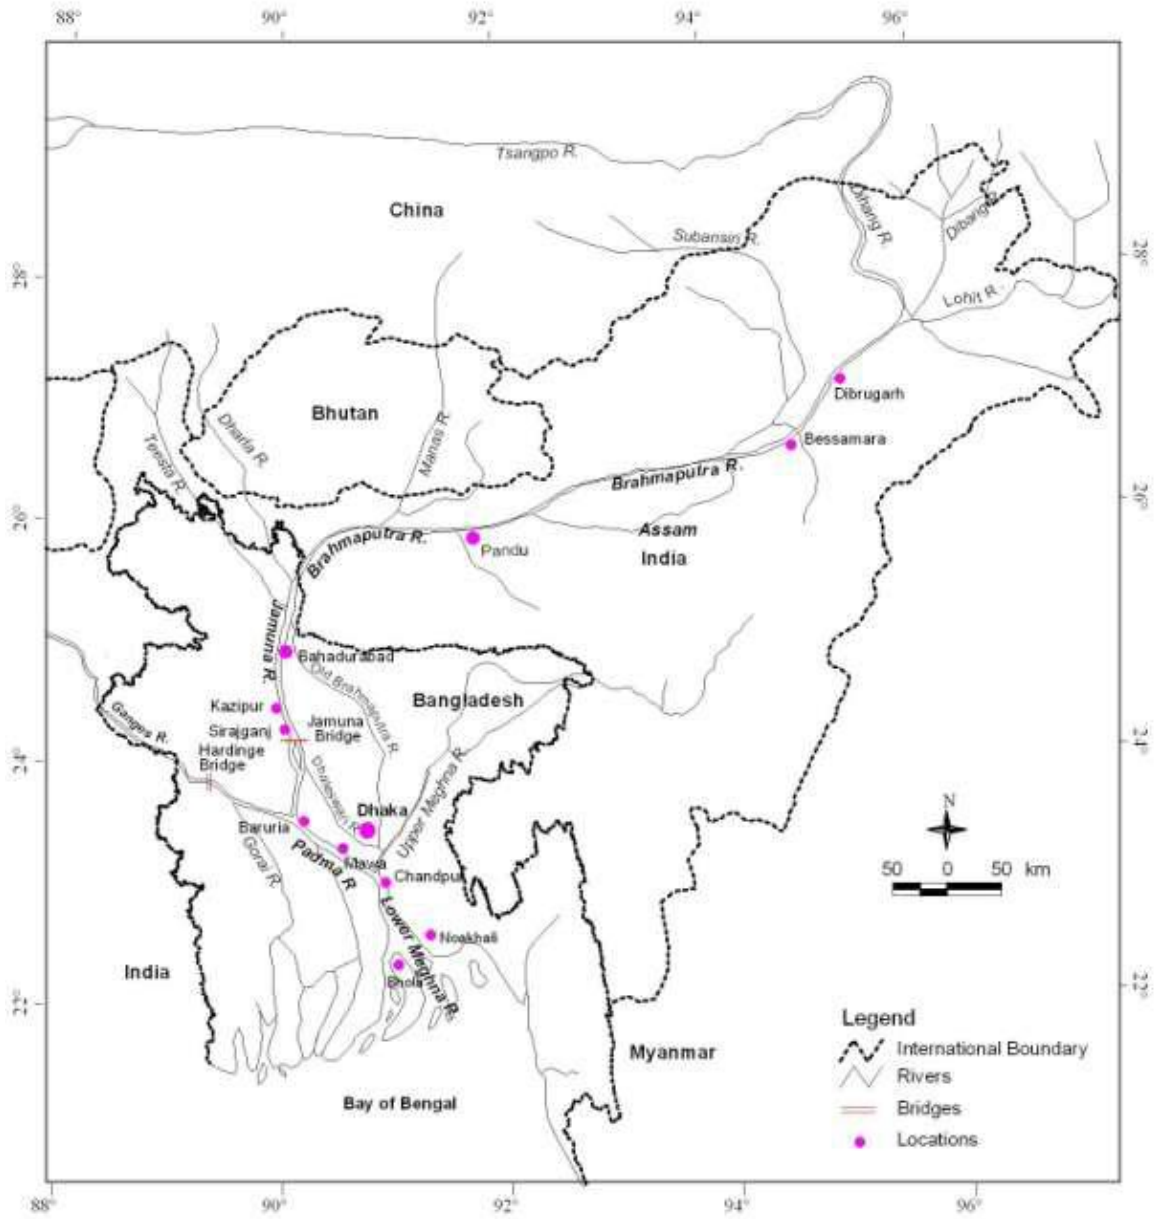 88°
90°
92°
94°
96°
Tsangpo R.
China
Subansiri R.
Dihang R.
Dibang R.
28°
28°
Lohit R.
Bhutan
Dharla R.
Manas R.
Teesta R.
Dibrugarh
Bessamara
Brahmaputra R.
26°
26°
Brahmaputra R.
Assam
India
Pandu
Jamuna R.
Bahadurabad
Old Brahmaputra R.
Bangladesh
Kazipur
Sirajganj
Jamuna
Bridge
Ganges R.
Hardinge
Bridge
24°
24°
Dhaleswari R.
Upper Meghna R.
Dhaka
Baruria
Gorai R.
Padma R
Mawa
Chandpur
N
50
0
50
km
Lower Meghna R.
Noakhali
Bhola
India
22°
22°
Myanmar
Bay of Bengal
Legend
International Boundary
Rivers
Bridges
Locations
88°
90°
92°
94°
96°